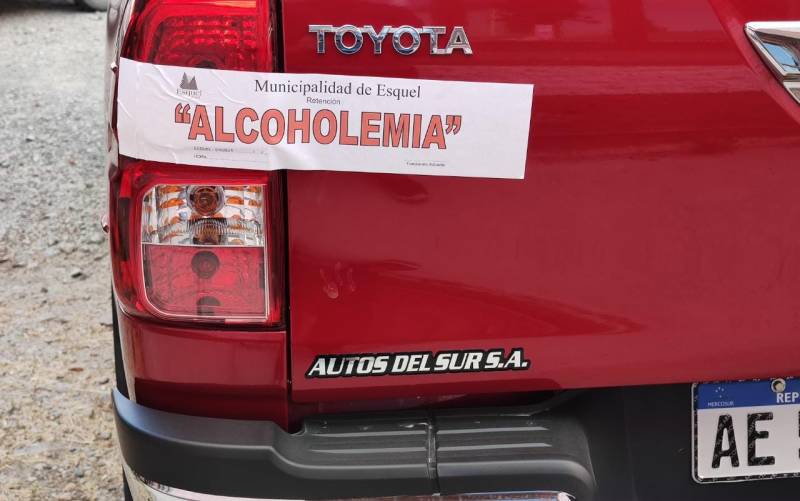 TOYOTA
Esquel
Municipalidad de Esquel
Retención
"ALCOHOLEMIA"
AUTOS DEL SUR S.A.
MERCOSUR
REP
AE